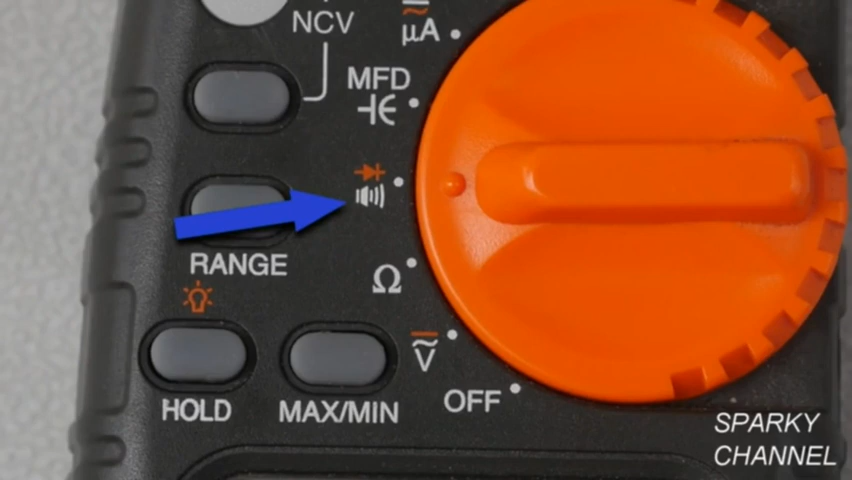 NCV
µA
MFD
RANGE
Ω
V
HOLD
MAX/MIN
OFF
SPARKY
CHANNEL